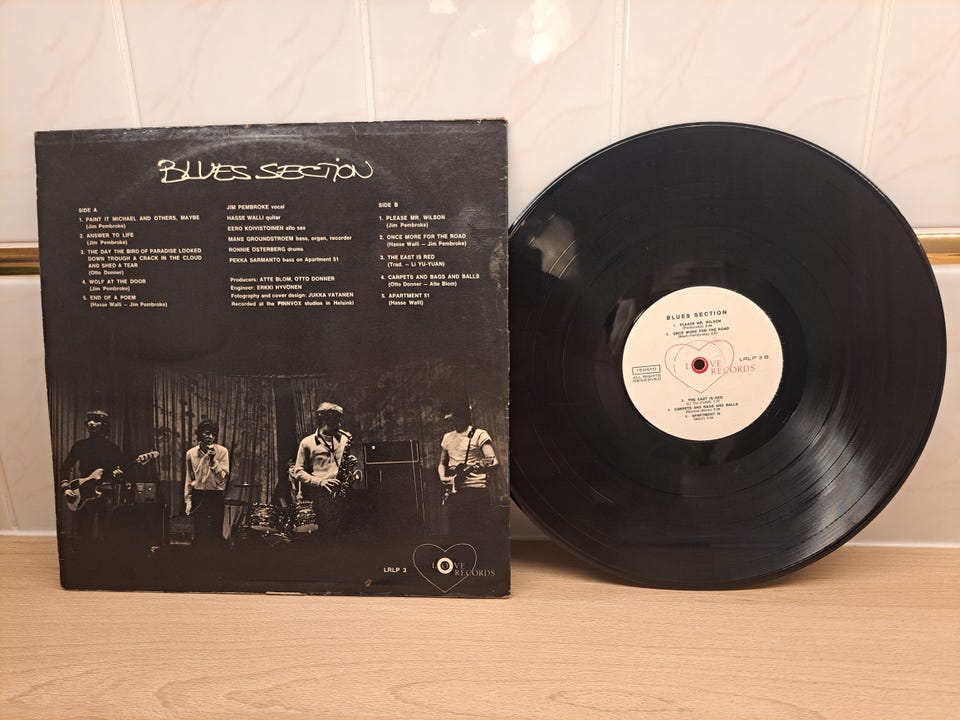 BLUES SECTION
SIDE A
1. PAINT IT MICHAEL AND OTHERS, MAYBE
(Jim Pembroke)
2. ANSWER TO LIFE
(Jim Pembroke)
3. THE DAY THE BIRD OF PARADISE LOOKED
DOWN TROUGH A CRACK IN THE CLOUD
AND SHED A TEAR
(Otto Donner)
4. WOLF AT THE DOOR
(Jim Pembroke)
5. END OF A POEM
(Hasse Walli – Jim Pembroke)
JIM PEMBROKE vocal
HASSE WALLI guitar
EERO KOIVISTOINEN alto sax
MANS GROUNDSTROEM bass, organ, recorder
RONNIE ÖSTERBERG drums
PEKKA SARMANTO bass on Apartment 51
Producers: ATTE BLOM, OTTO DONNER
Engineer: ERKKI HYVÖNEN
Fotography and cover design: JUKKA VATANEN
Recorded at the FINNVOX studios in Helsinki
SIDE B
1. PLEASE MR. WILSON
(Jim Pembroke)
2. ONCE MORE FOR THE ROAD
(Hasse Walli – Jim Pembroke)
3. THE EAST IS RED
(Trad. – LI YU-YUAN)
4. CARPETS AND BAGS AND BALLS
(Otto Donner – Atte Blom)
5. APARTMENT 51
(Hasse Walli)
LRLP 3
LOVE
RECORDS
BLUES SECTION
1. PLEASE MR. WILSON
(Pembroke)
2. ONCE MORE FOR THE ROAD
(Walli-Pembroke)
TEOSTO
ALL RIGHTS
RESERVED
LOVE
RECORDS
LRLP 3 B
3. THE EAST IS RED
4. CARPETS AND BAGS AND BALLS
5. APARTMENT 51